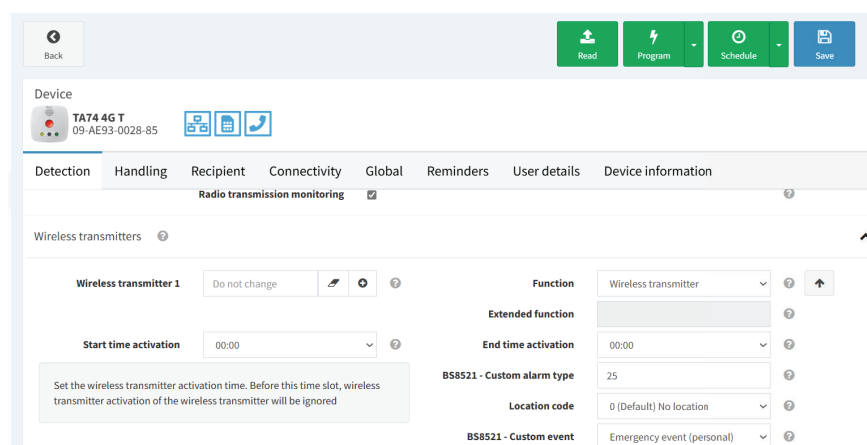 Back
Read
Program
Schedule
Save
Device
TA74 4G T
09-AE93-0028-85
Detection Handling Recipient Connectivity Global Reminders User details Device information
Radio transmission monitoring
Wireless transmitters
Wireless transmitter 1 Do not change Function Wireless transmitter
Extended function
Start time activation 00:00 End time activation 00:00
Set the wireless transmitter activation time. Before this time slot, wireless
transmitter activation of the wireless transmitter will be ignored
BS8521 - Custom alarm type 25
Location code 0 (Default) No location
BS8521 - Custom event Emergency event (personal)